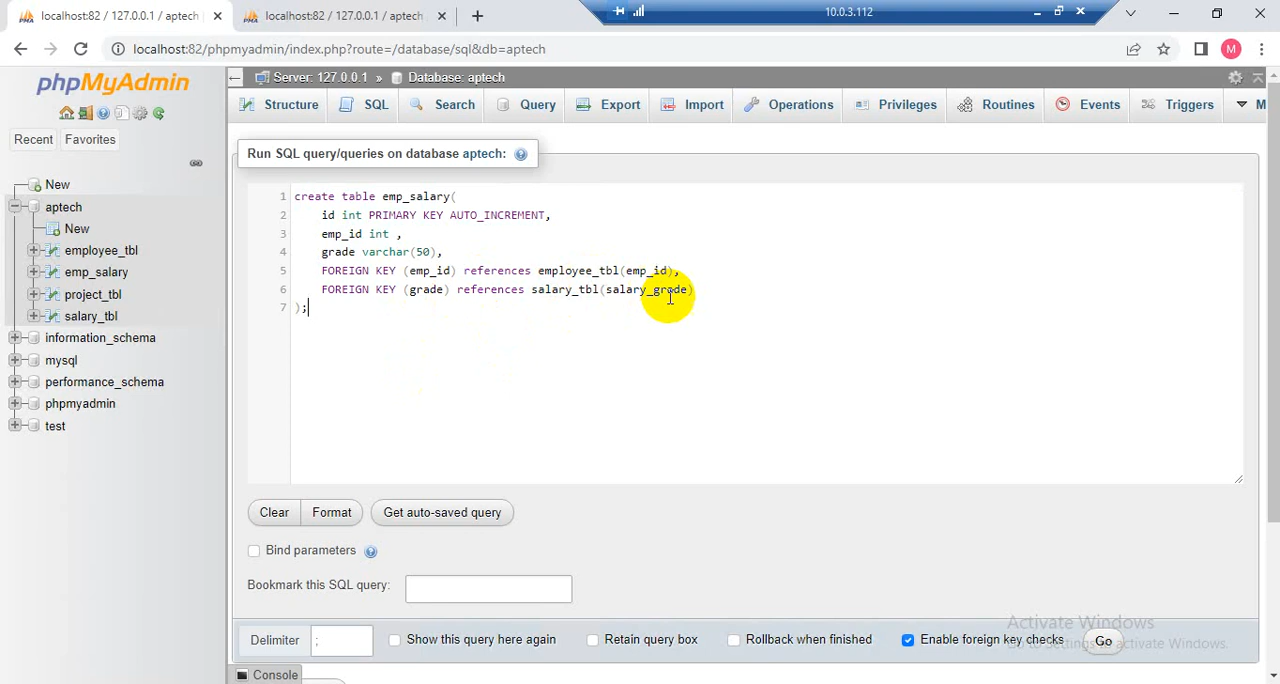 localhost:82 / 127.0.0.1 / aptech
localhost:82 / 127.0.0.1 / aptech
10.0.3.112
localhost:82/phpmyadmin/index.php?route=/database/sql&db=aptech
M
phpMyAdmin
Server: 127.0.0.1 » Database: aptech
Structure SQL Search Query Export Import Operations Privileges Routines Events Triggers M
Recent Favorites
Run SQL query/queries on database aptech:
New
aptech
New
employee_tbl
emp_salary
project_tbl
salary_tbl
information_schema
mysql
performance_schema
phpmyadmin
test
1 create table emp_salary(
2 id int PRIMARY KEY AUTO_INCREMENT,
3 emp_id int ,
4 grade varchar(50),
5 FOREIGN KEY (emp_id) references employee_tbl(emp_id),
6 FOREIGN KEY (grade) references salary_tbl(salary_grade)
7 );
Clear Format Get auto-saved query
Bind parameters
Bookmark this SQL query:
Delimiter ; Show this query here again Retain query box Rollback when finished Enable foreign key checks Go
Activate Windows
Go to Settings to activate Windows.
Console